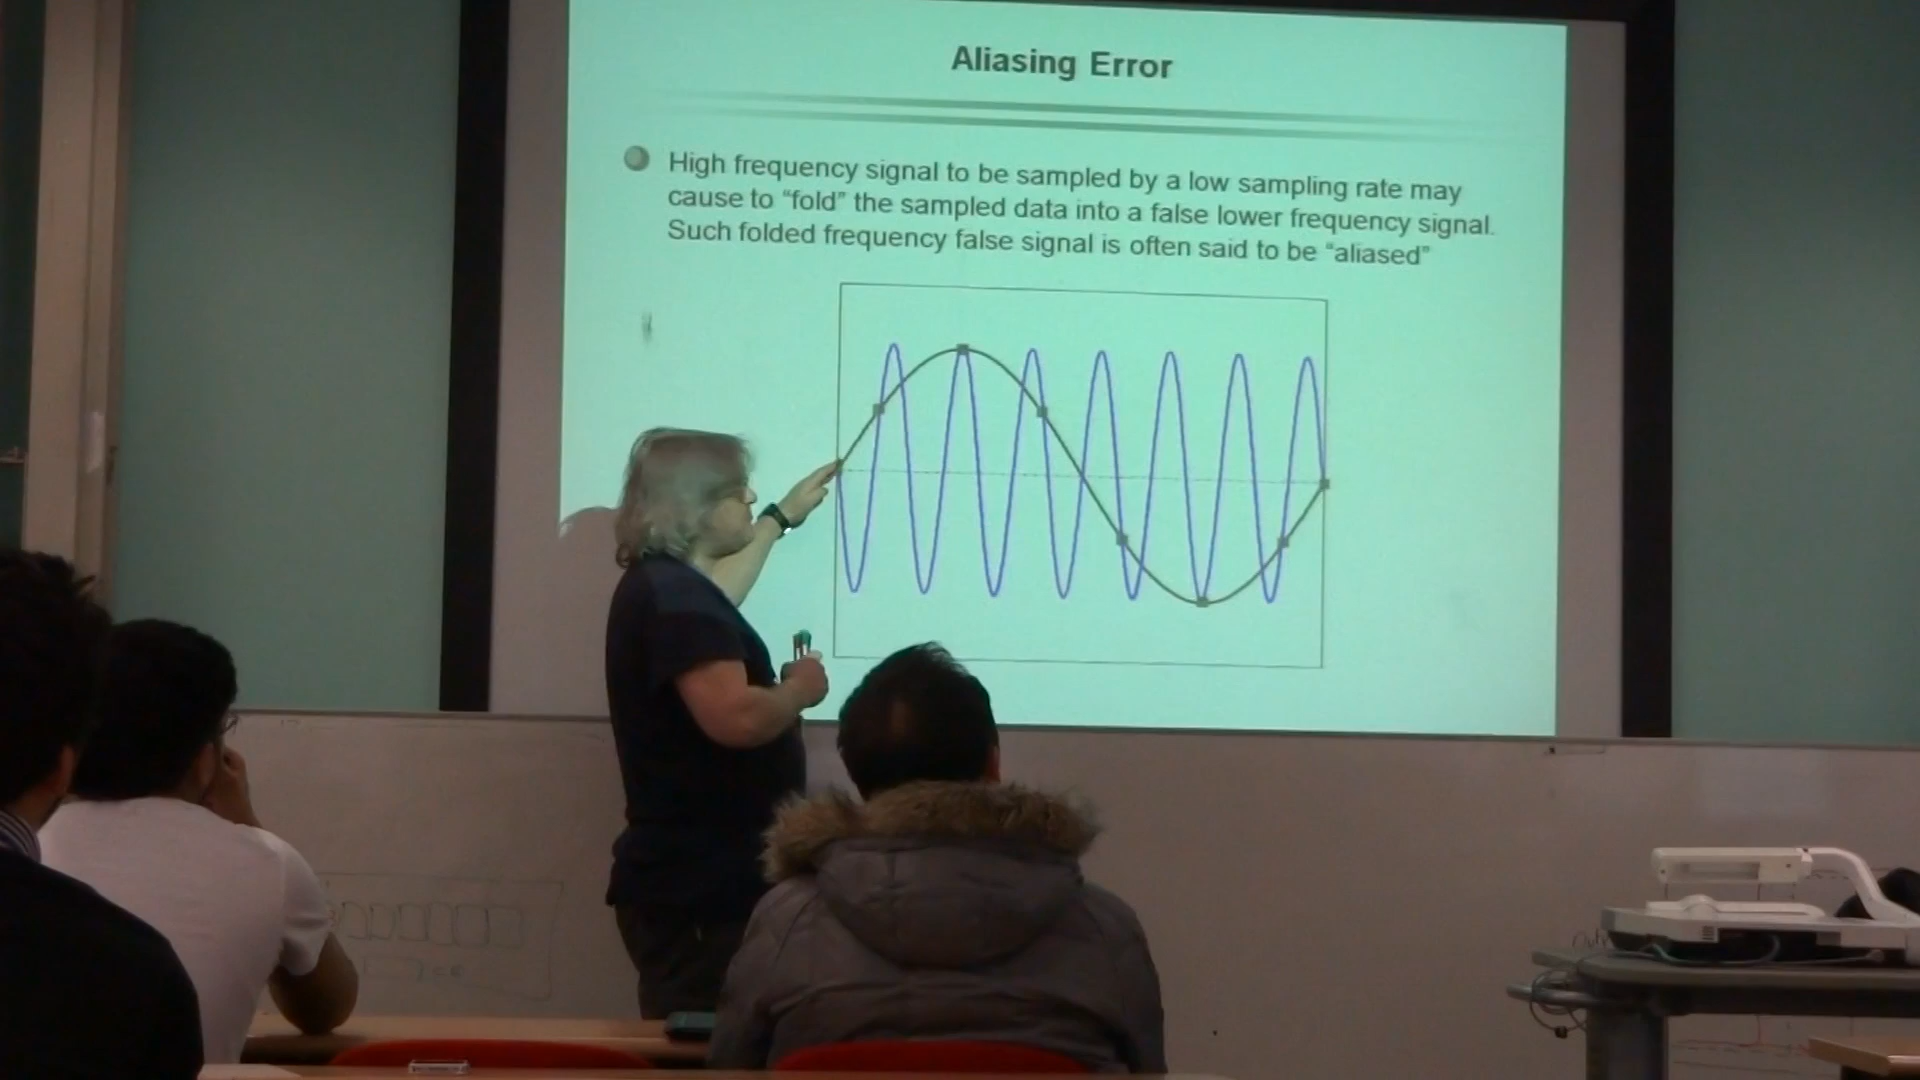 Aliasing Error
High frequency signal to be sampled by a low sampling rate may
cause to “fold” the sampled data into a false lower frequency signal.
Such folded frequency false signal is often said to be “aliased”